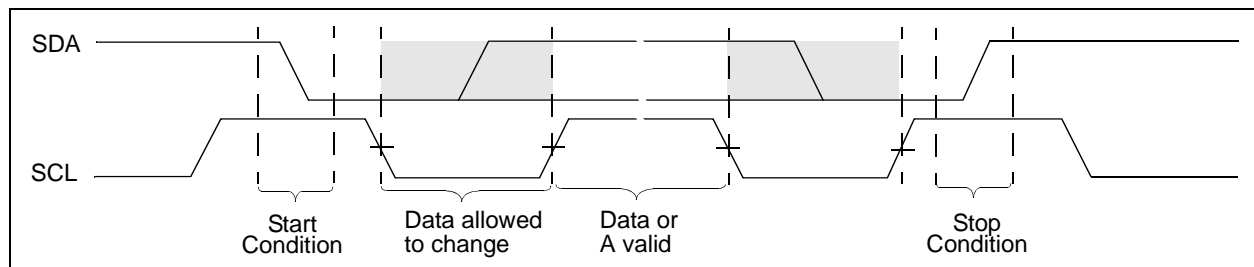 SDA
SCL
Start
Condition
Data allowed
to change
Data or
A valid
Stop
Condition